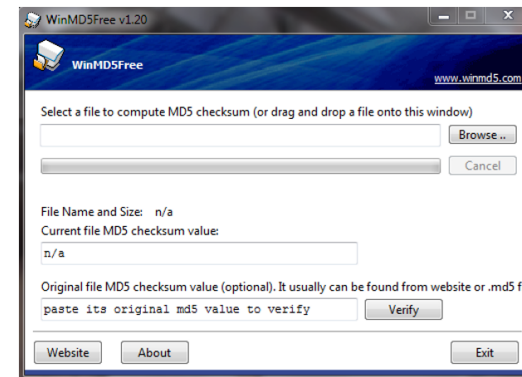 WinMD5Free v1.20
WinMD5Free
www.winmd5.com
Select a file to compute MD5 checksum (or drag and drop a file onto this window)
Browse ..
Cancel
File Name and Size: n/a
Current file MD5 checksum value:
n/a
Original file MD5 checksum value (optional). It usually can be found from website or .md5 f
paste its original md5 value to verify Verify
Website About Exit